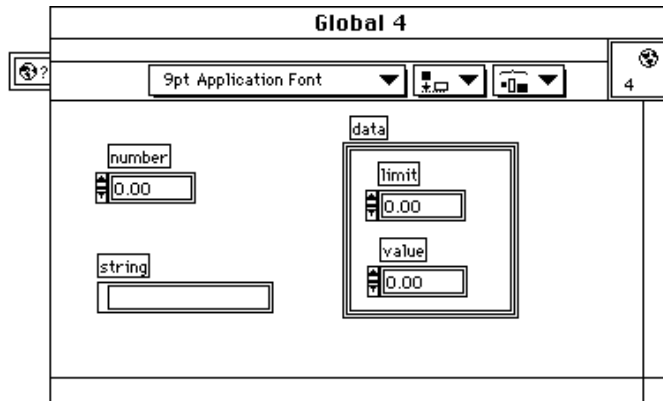 Global 4
?
9pt Application Font
4
data
number
0.00
limit
0.00
string
value
0.00